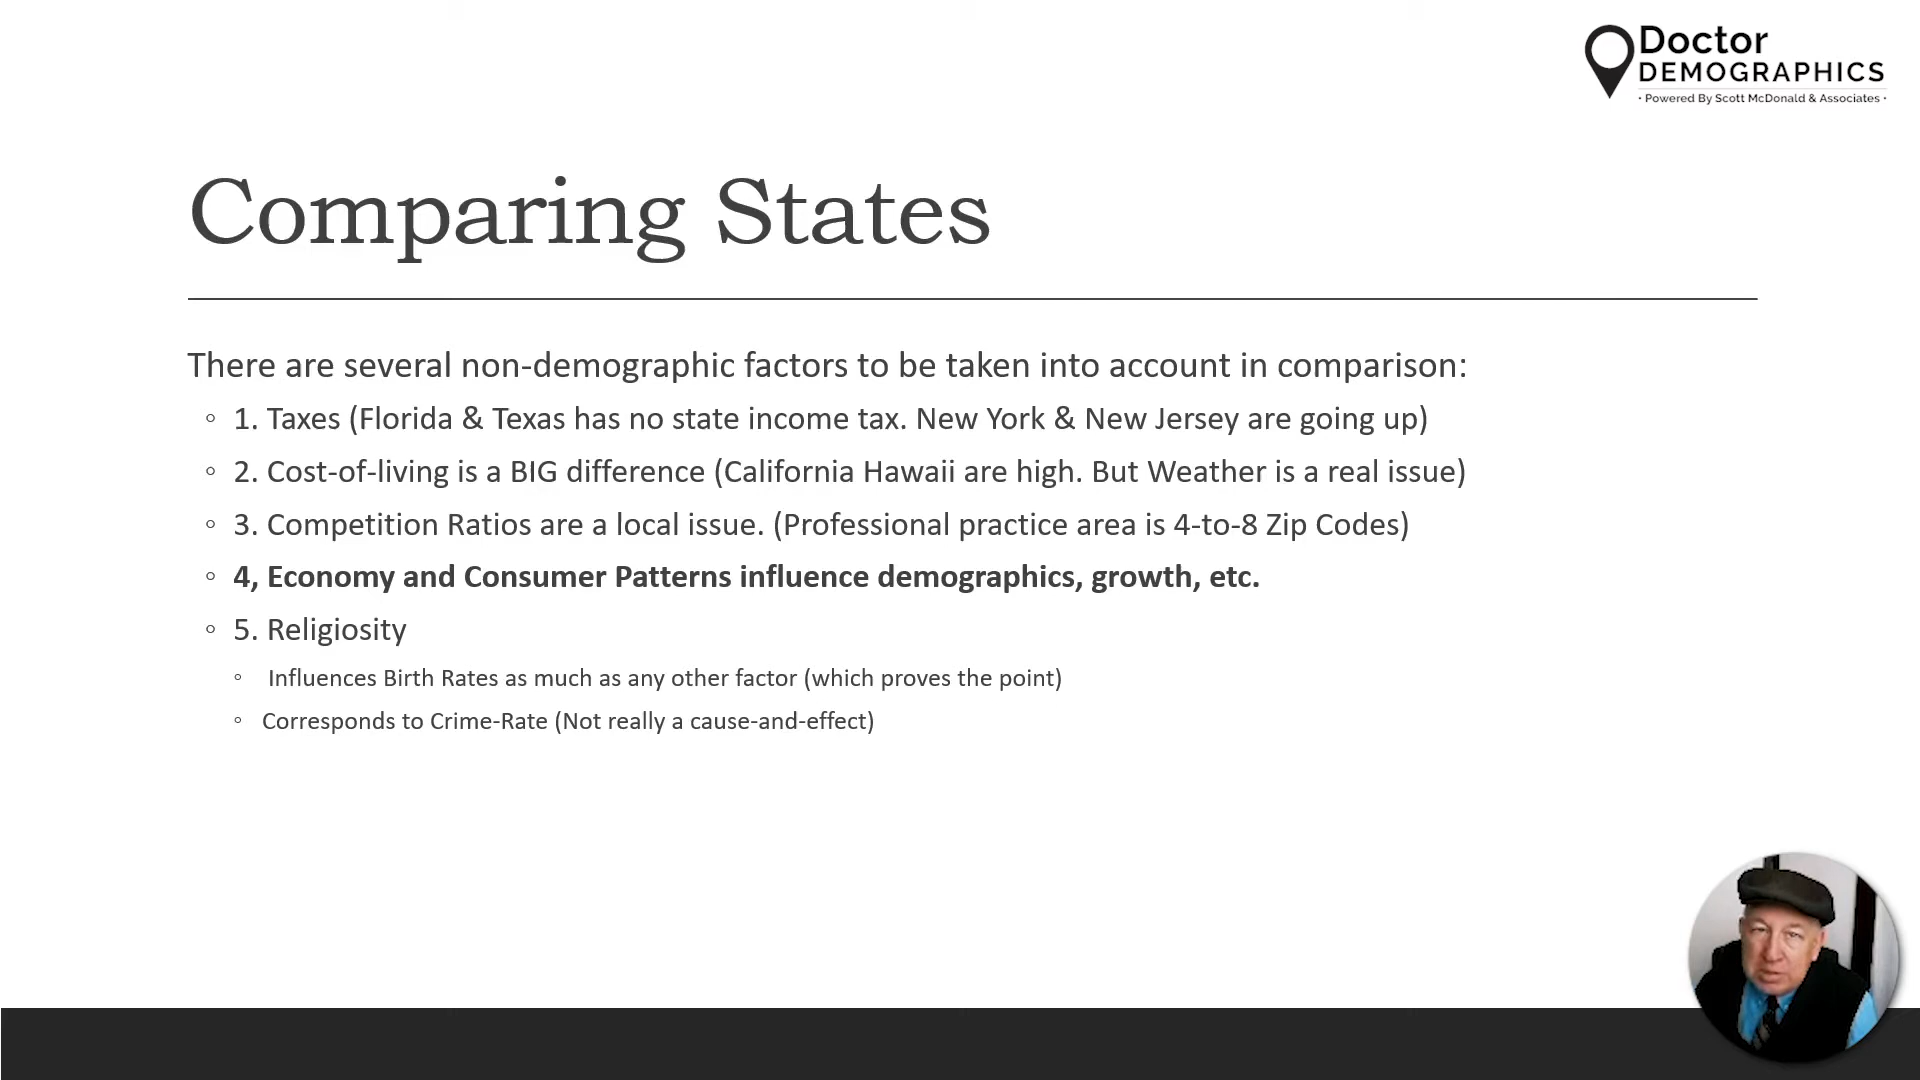 Doctor
DEMOGRAPHICS
• Powered By Scott McDonald & Associates •
Comparing States
There are several non-demographic factors to be taken into account in comparison:
◦ 1. Taxes (Florida & Texas has no state income tax. New York & New Jersey are going up)
◦ 2. Cost-of-living is a BIG difference (California Hawaii are high. But Weather is a real issue)
◦ 3. Competition Ratios are a local issue. (Professional practice area is 4-to-8 Zip Codes)
◦ 4, Economy and Consumer Patterns influence demographics, growth, etc.
◦ 5. Religiosity
◦ Influences Birth Rates as much as any other factor (which proves the point)
◦ Corresponds to Crime-Rate (Not really a cause-and-effect)